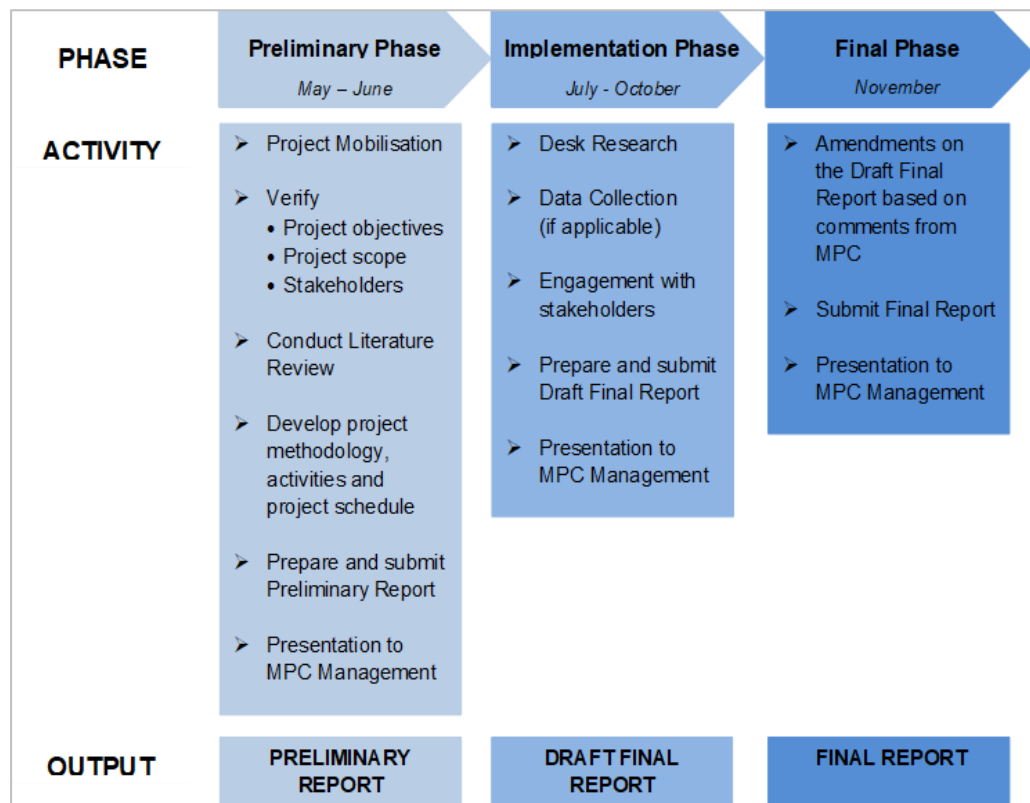 PHASE
Preliminary Phase
May – June
Implementation Phase
July - October
Final Phase
November
ACTIVITY
➤ Project Mobilisation
➤ Verify
• Project objectives
• Project scope
• Stakeholders
➤ Conduct Literature
Review
➤ Develop project
methodology,
activities and
project schedule
➤ Prepare and submit
Preliminary Report
➤ Presentation to
MPC Management
➤ Desk Research
➤ Data Collection
(if applicable)
➤ Engagement with
stakeholders
➤ Prepare and submit
Draft Final Report
➤ Presentation to
MPC Management
➤ Amendments on
the Draft Final
Report based on
comments from
MPC
➤ Submit Final Report
➤ Presentation to
MPC Management
OUTPUT
PRELIMINARY
REPORT
DRAFT FINAL
REPORT
FINAL REPORT